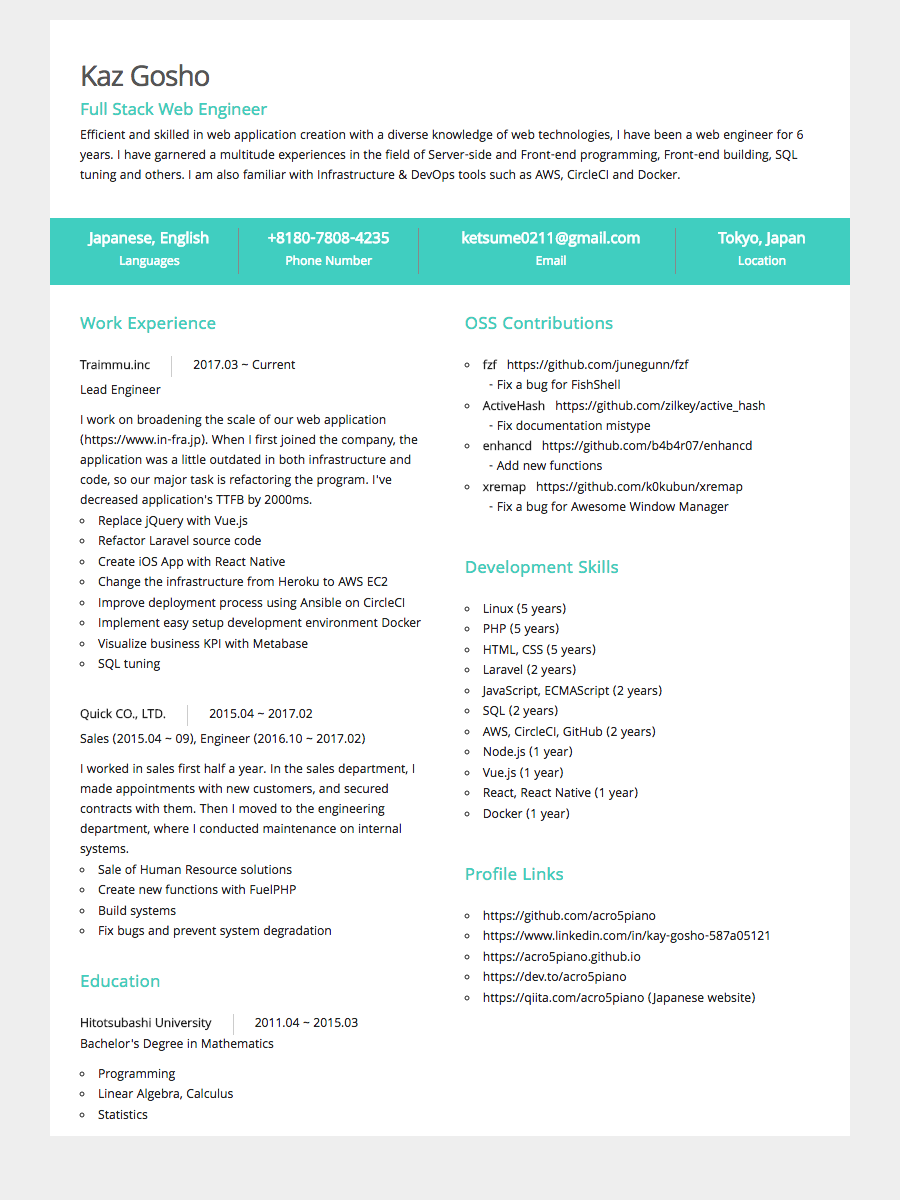 Kaz Gosho
Full Stack Web Engineer
Efficient and skilled in web application creation with a diverse knowledge of web technologies, I have been a web engineer for 6
years. I have garnered a multitude experiences in the field of Server-side and Front-end programming, Front-end building, SQL
tuning and others. I am also familiar with Infrastructure & DevOps tools such as AWS, CircleCI and Docker.
Japanese, English
Languages
+8180-7808-4235
Phone Number
ketsume0211@gmail.com
Email
Tokyo, Japan
Location
Work Experience
Traimmu.inc 2017.03 ~ Current
Lead Engineer
I work on broadening the scale of our web application
(https://www.in-fra.jp). When I first joined the company, the
application was a little outdated in both infrastructure and
code, so our major task is refactoring the program. I've
decreased application's TTFB by 2000ms.
Replace jQuery with Vue.js
Refactor Laravel source code
Create iOS App with React Native
Change the infrastructure from Heroku to AWS EC2
Improve deployment process using Ansible on CircleCI
Implement easy setup development environment Docker
Visualize business KPI with Metabase
SQL tuning
Quick CO., LTD. 2015.04 ~ 2017.02
Sales (2015.04 ~ 09), Engineer (2016.10 ~ 2017.02)
I worked in sales first half a year. In the sales department, I
made appointments with new customers, and secured
contracts with them. Then I moved to the engineering
department, where I conducted maintenance on internal
systems.
Sale of Human Resource solutions
Create new functions with FuelPHP
Build systems
Fix bugs and prevent system degradation
Education
Hitotsubashi University 2011.04 ~ 2015.03
Bachelor's Degree in Mathematics
Programming
Linear Algebra, Calculus
Statistics
OSS Contributions
fzf https://github.com/junegunn/fzf
- Fix a bug for FishShell
ActiveHash https://github.com/zilkey/active_hash
- Fix documentation mistype
enhancd https://github.com/b4b4r07/enhancd
- Add new functions
xremap https://github.com/k0kubun/xremap
- Fix a bug for Awesome Window Manager
Development Skills
Linux (5 years)
PHP (5 years)
HTML, CSS (5 years)
Laravel (2 years)
JavaScript, ECMAScript (2 years)
SQL (2 years)
AWS, CircleCI, GitHub (2 years)
Node.js (1 year)
Vue.js (1 year)
React, React Native (1 year)
Docker (1 year)
Profile Links
https://github.com/acro5piano
https://www.linkedin.com/in/kay-gosho-587a05121
https://acro5piano.github.io
https://dev.to/acro5piano
https://qiita.com/acro5piano (Japanese website)